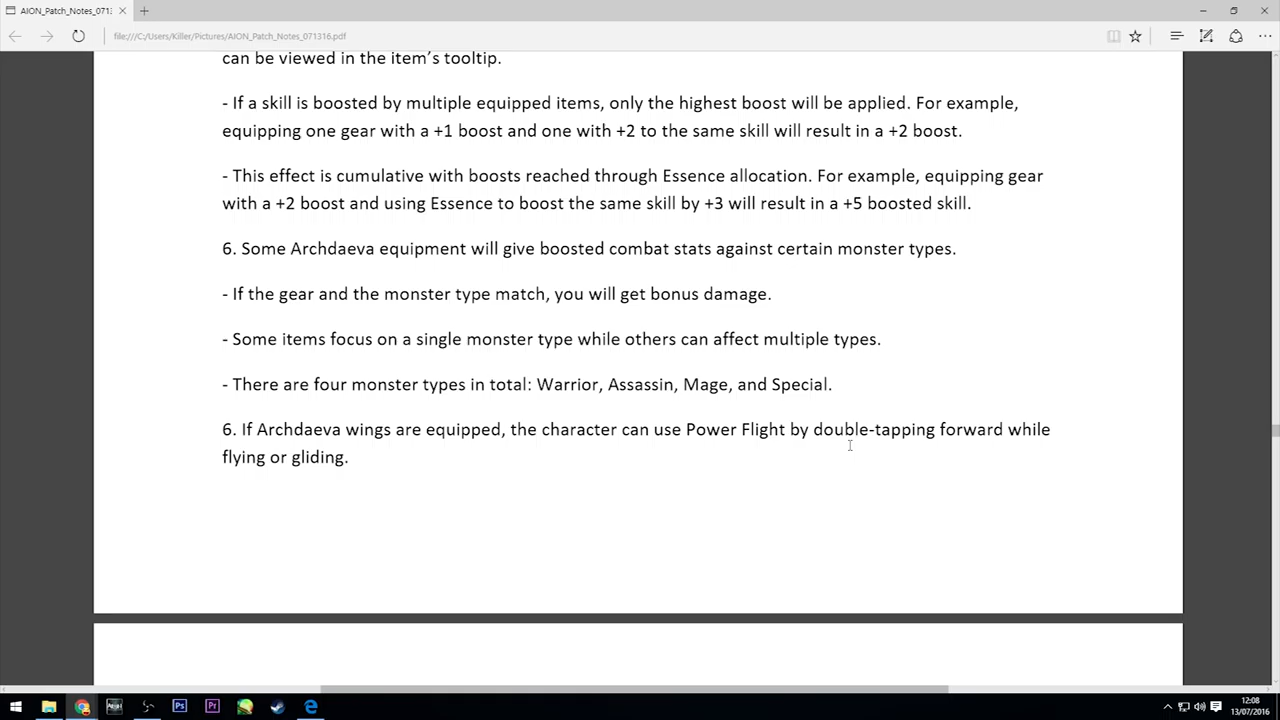 AION_Patch_Notes_071:
file:///C:/Users/Killer/Pictures/AION_Patch_Notes_071316.pdf
can be viewed in the item's tooltip.
- If a skill is boosted by multiple equipped items, only the highest boost will be applied. For example,
equipping one gear with a +1 boost and one with +2 to the same skill will result in a +2 boost.
- This effect is cumulative with boosts reached through Essence allocation. For example, equipping gear
with a +2 boost and using Essence to boost the same skill by +3 will result in a +5 boosted skill.
6. Some Archdaeva equipment will give boosted combat stats against certain monster types.
- If the gear and the monster type match, you will get bonus damage.
- Some items focus on a single monster type while others can affect multiple types.
- There are four monster types in total: Warrior, Assassin, Mage, and Special.
6. If Archdaeva wings are equipped, the character can use Power Flight by double-tapping forward while
flying or gliding.
Ps Pr
12:08
13/07/2016